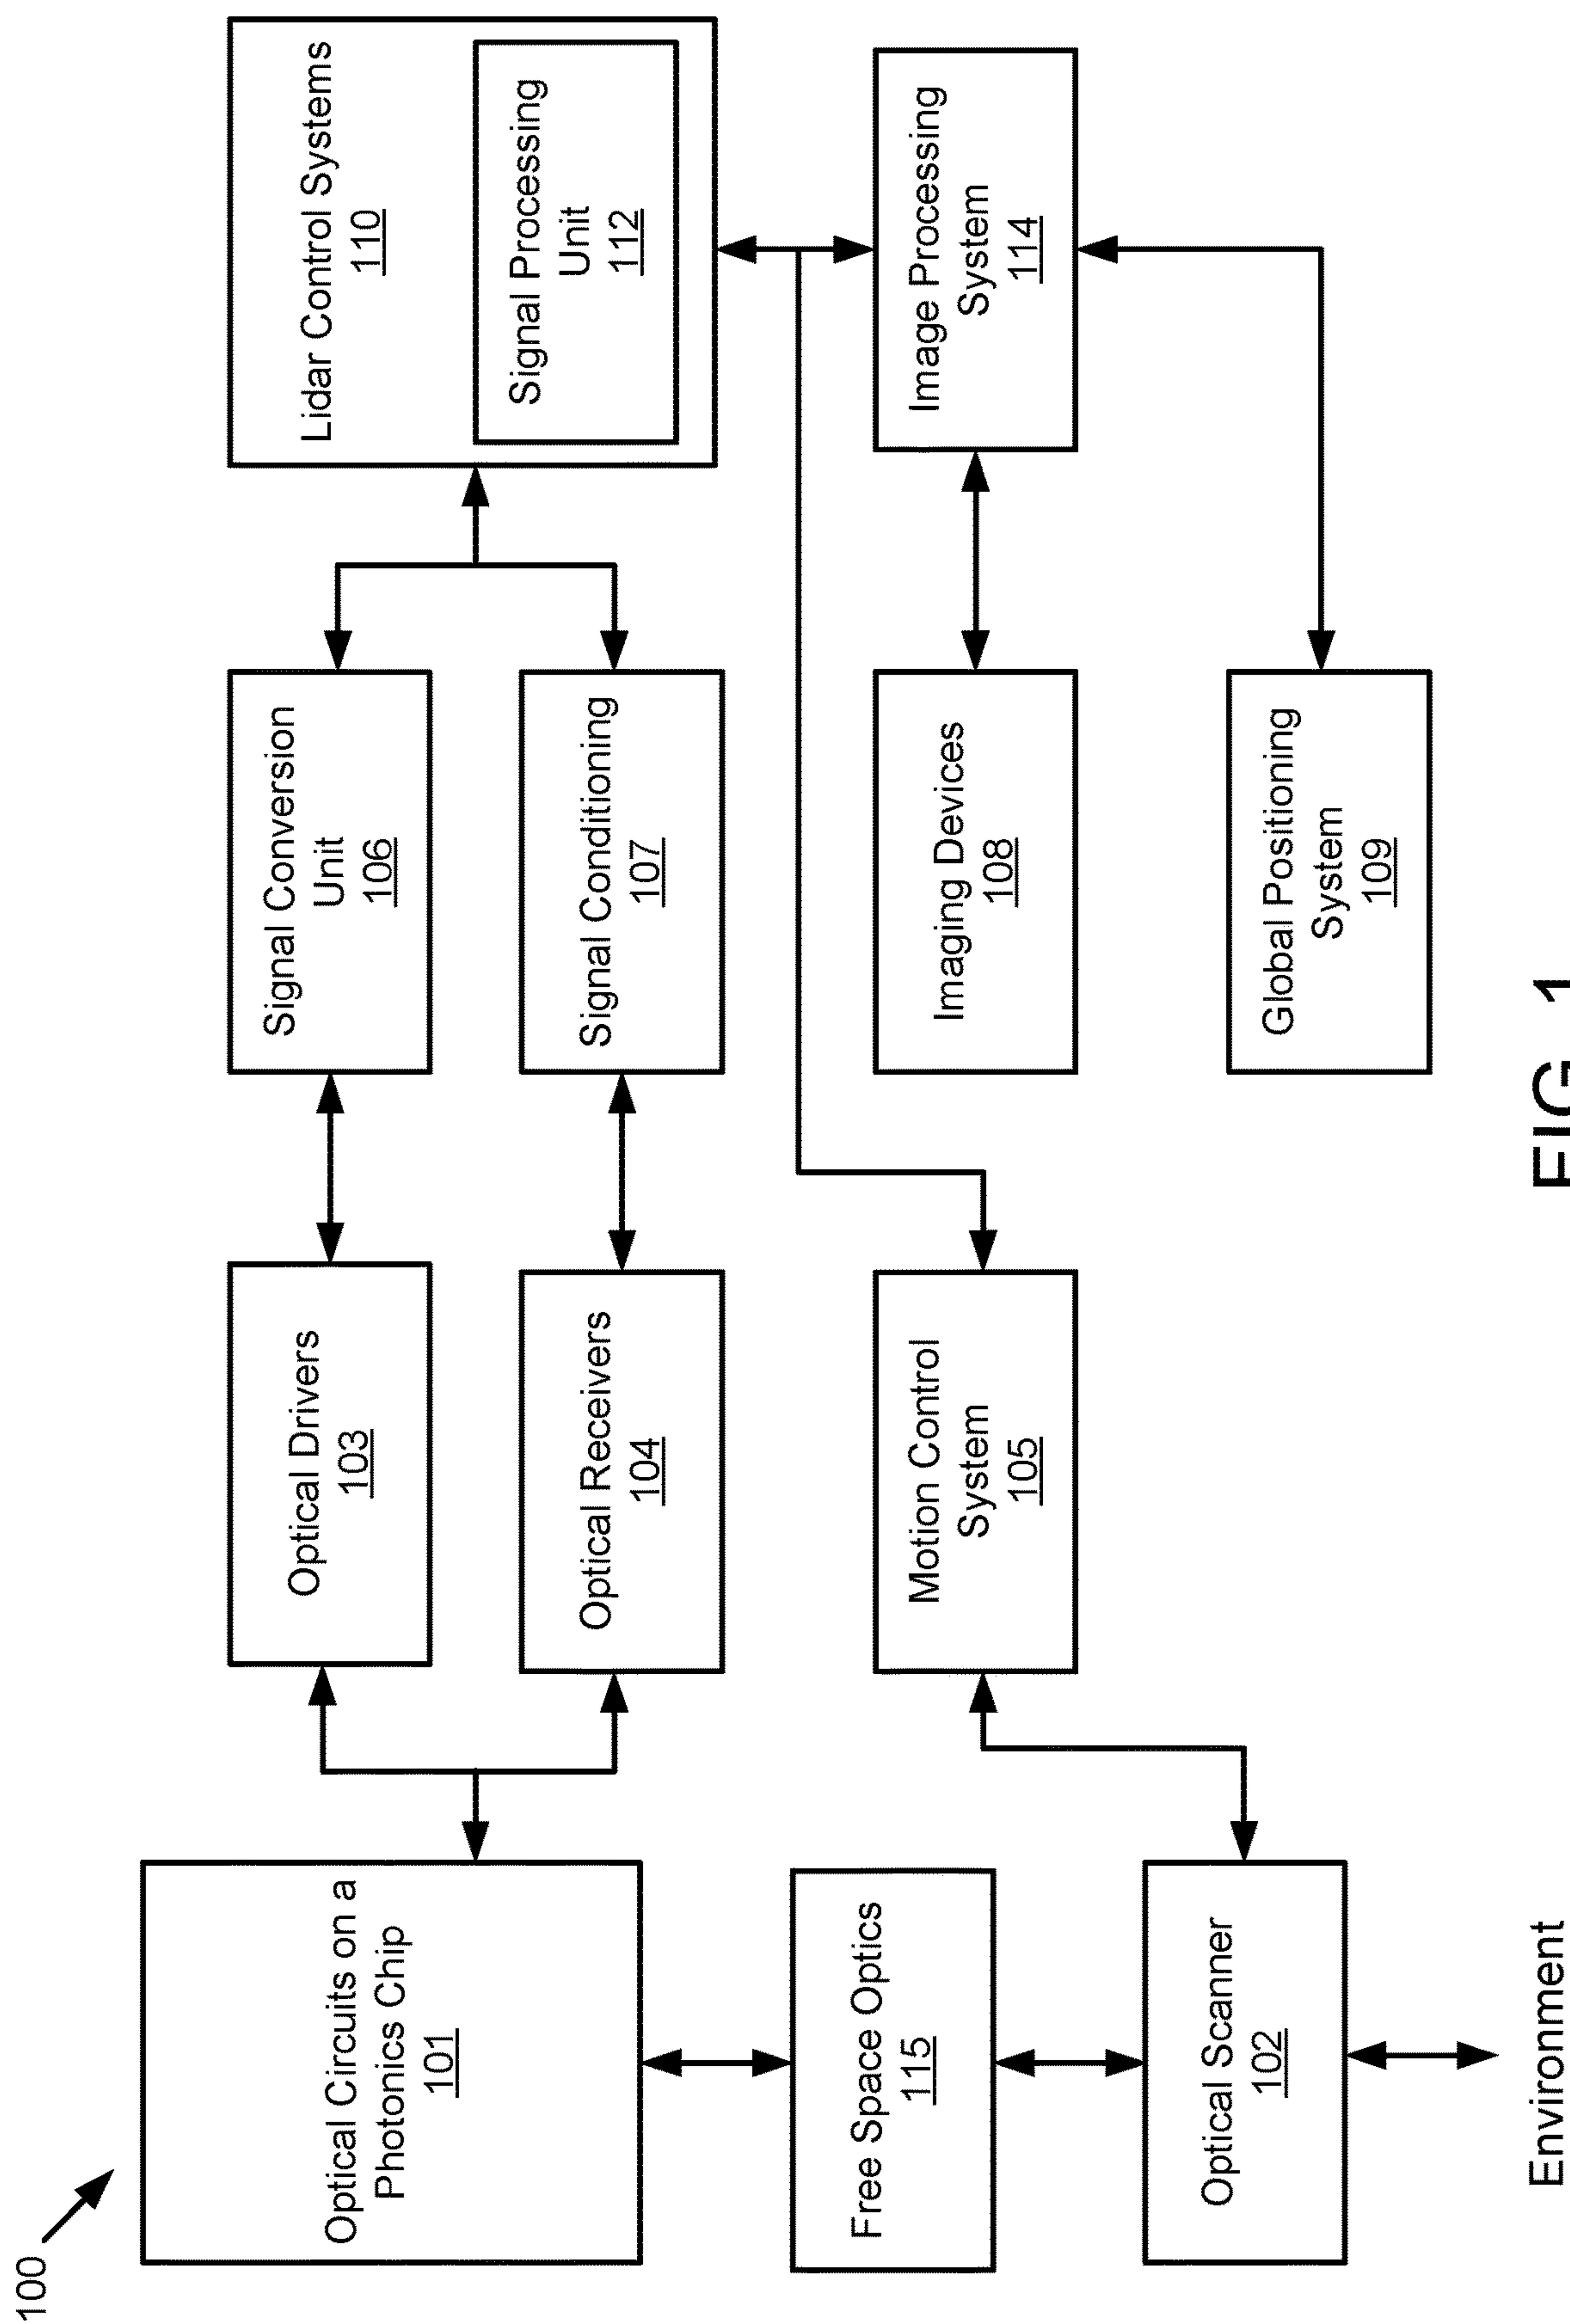 100
Optical Circuits on a
Photonics Chip
101
Optical Drivers
103
Signal Conversion
Unit
106
Lidar Control Systems
110
Signal Processing
Unit
112
Optical Receivers
104
Signal Conditioning
107
Free Space Optics
115
Motion Control
System
105
Imaging Devices
108
Image Processing
System
114
Optical Scanner
102
Global Positioning
System
109
Environment
FIG. 1